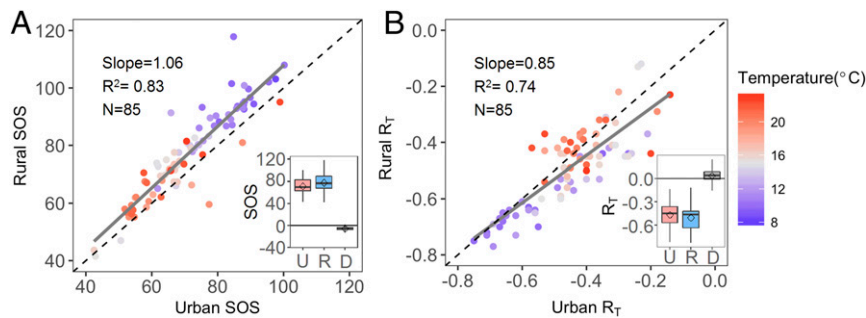 A
Slope=1.06
R²= 0.83
N=85
Rural SOS
120
100
80
60
40
40 60 80 100 120
Urban SOS
SOS
80
40
0
-40
U R D
B
Slope=0.85
R²= 0.74
N=85
Rural R_T
-0.0
-0.2
-0.4
-0.6
-0.8
-0.8 -0.6 -0.4 -0.2 0.0
Urban R_T
R_T
0.0
-0.3
-0.6
U R D
Temperature(°C)
20
16
12
8